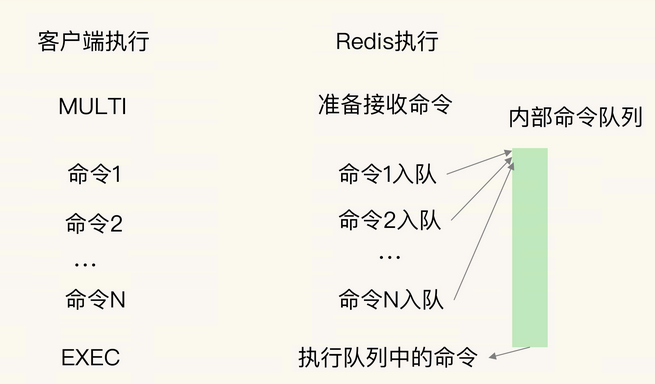 客户端执行 Redis执行
MULTI 准备接收命令
内部命令队列
命令1 命令1入队
命令2 命令2入队
... ...
命令N 命令N入队
EXEC 执行队列中的命令